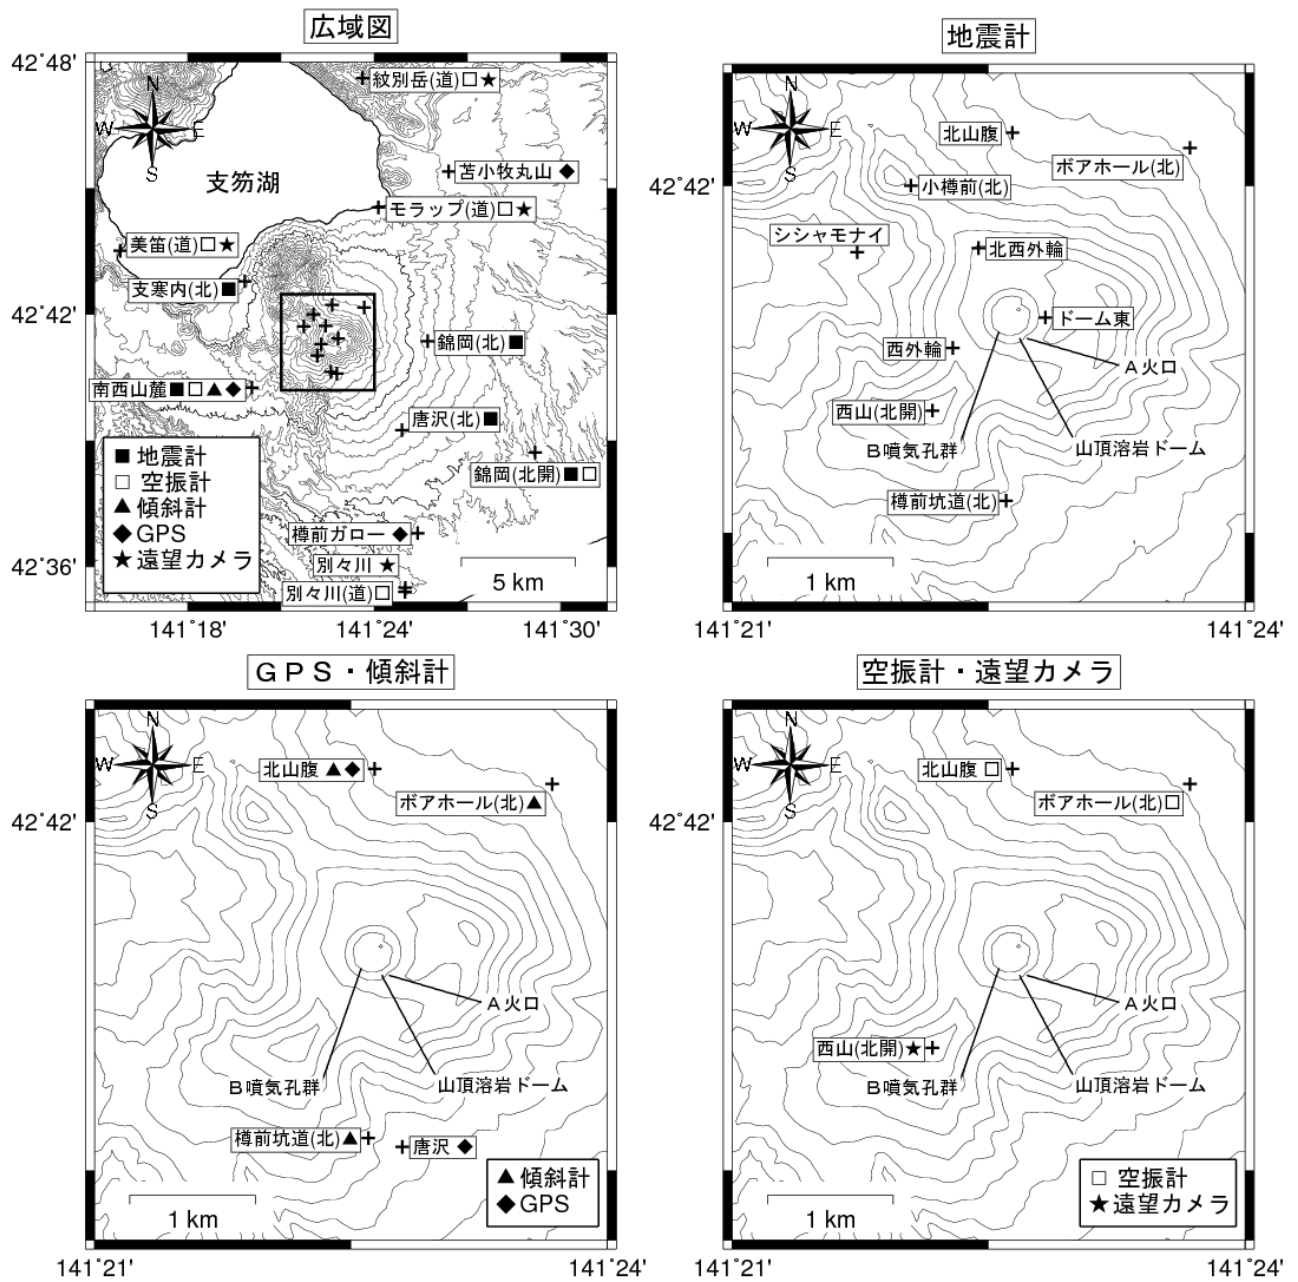 広域図
42˚48'
42˚42'
42˚36'
141˚18'
141˚24'
141˚30'
N
W
E
S
支笏湖
紋別岳(道)□★
苫小牧丸山 ◆
モラップ(道)□★
美笛(道)□★
支寒内(北)■
錦岡(北)■
南西山麓■□▲◆
唐沢(北)■
錦岡(北開)■□
樽前ガロー ◆
別々川 ★
別々川(道)□
■地震計
□ 空振計
▲傾斜計
◆GPS
★遠望カメラ
5 km
地震計
42˚42'
141˚21'
141˚24'
N
W
E
S
北山腹
ボアホール(北)
小樽前(北)
シシャモナイ
北西外輪
ドーム東
西外輪
A火口
西山(北開)
B噴気孔群
山頂溶岩ドーム
樽前坑道(北)
1 km
GPS・傾斜計
42˚42'
141˚21'
141˚24'
N
W
E
S
北山腹 ▲◆
ボアホール(北)▲
A火口
B噴気孔群
山頂溶岩ドーム
樽前坑道(北)▲
唐沢 ◆
▲傾斜計
◆GPS
1 km
空振計・遠望カメラ
42˚42'
141˚21'
141˚24'
N
W
E
S
北山腹 □
ボアホール(北)□
A火口
西山(北開)★
B噴気孔群
山頂溶岩ドーム
□ 空振計
★遠望カメラ
1 km